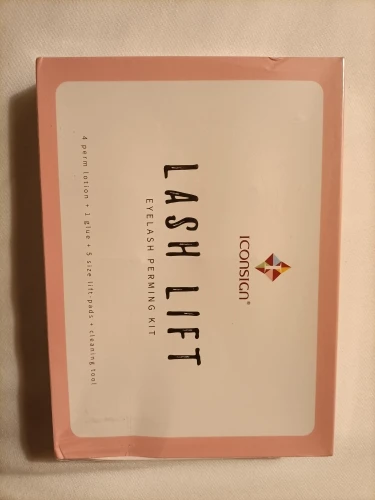 ICONSIGN®
LASH LIFT
EYELASH PERMING KIT
4 perm lotion + 1 glue + 5 size lift pads + cleaning tool